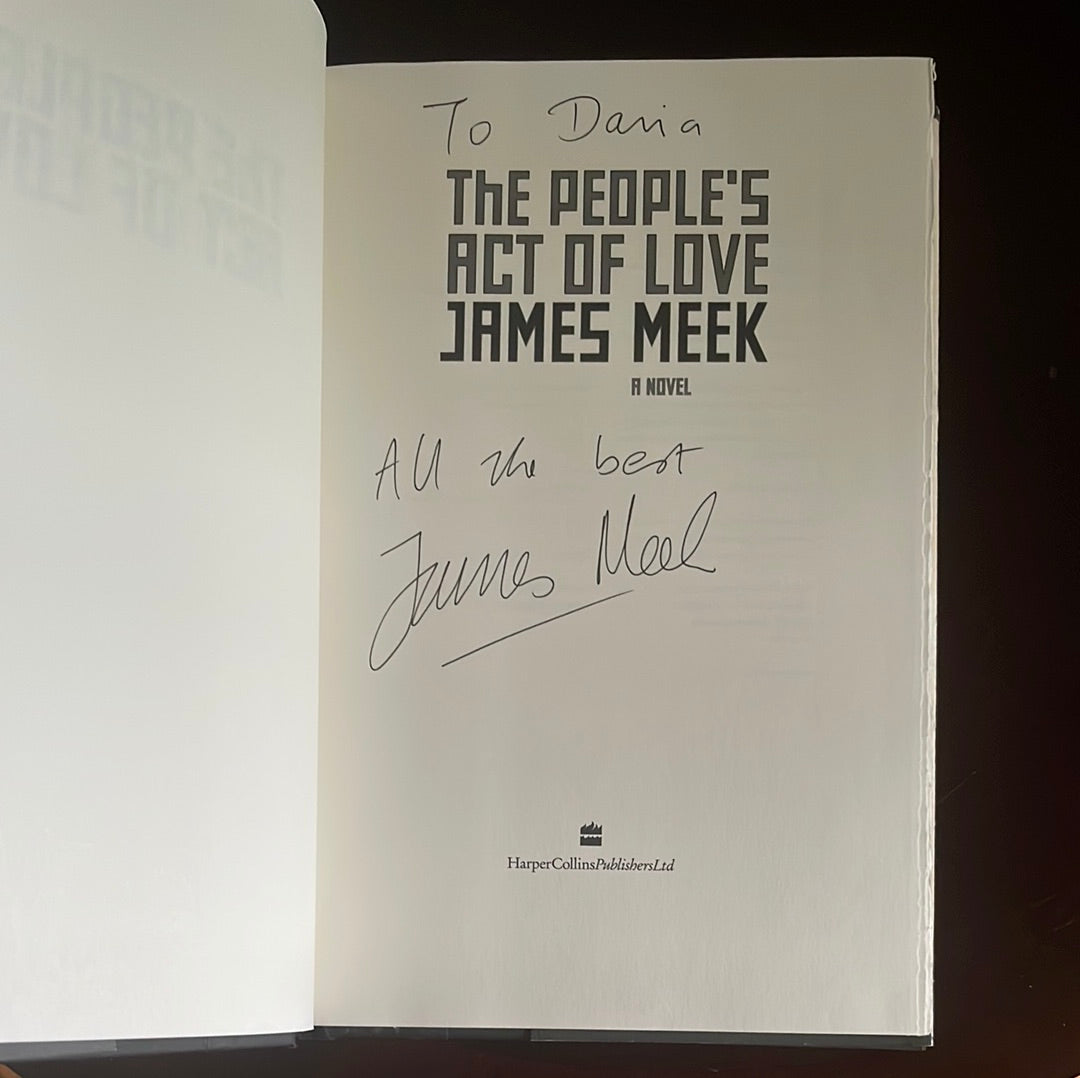 To Daria
THE PEOPLE'S
ACT OF LOVE
JAMES MEEK
A NOVEL
All the best
James Meek
HarperCollinsPublishersLtd